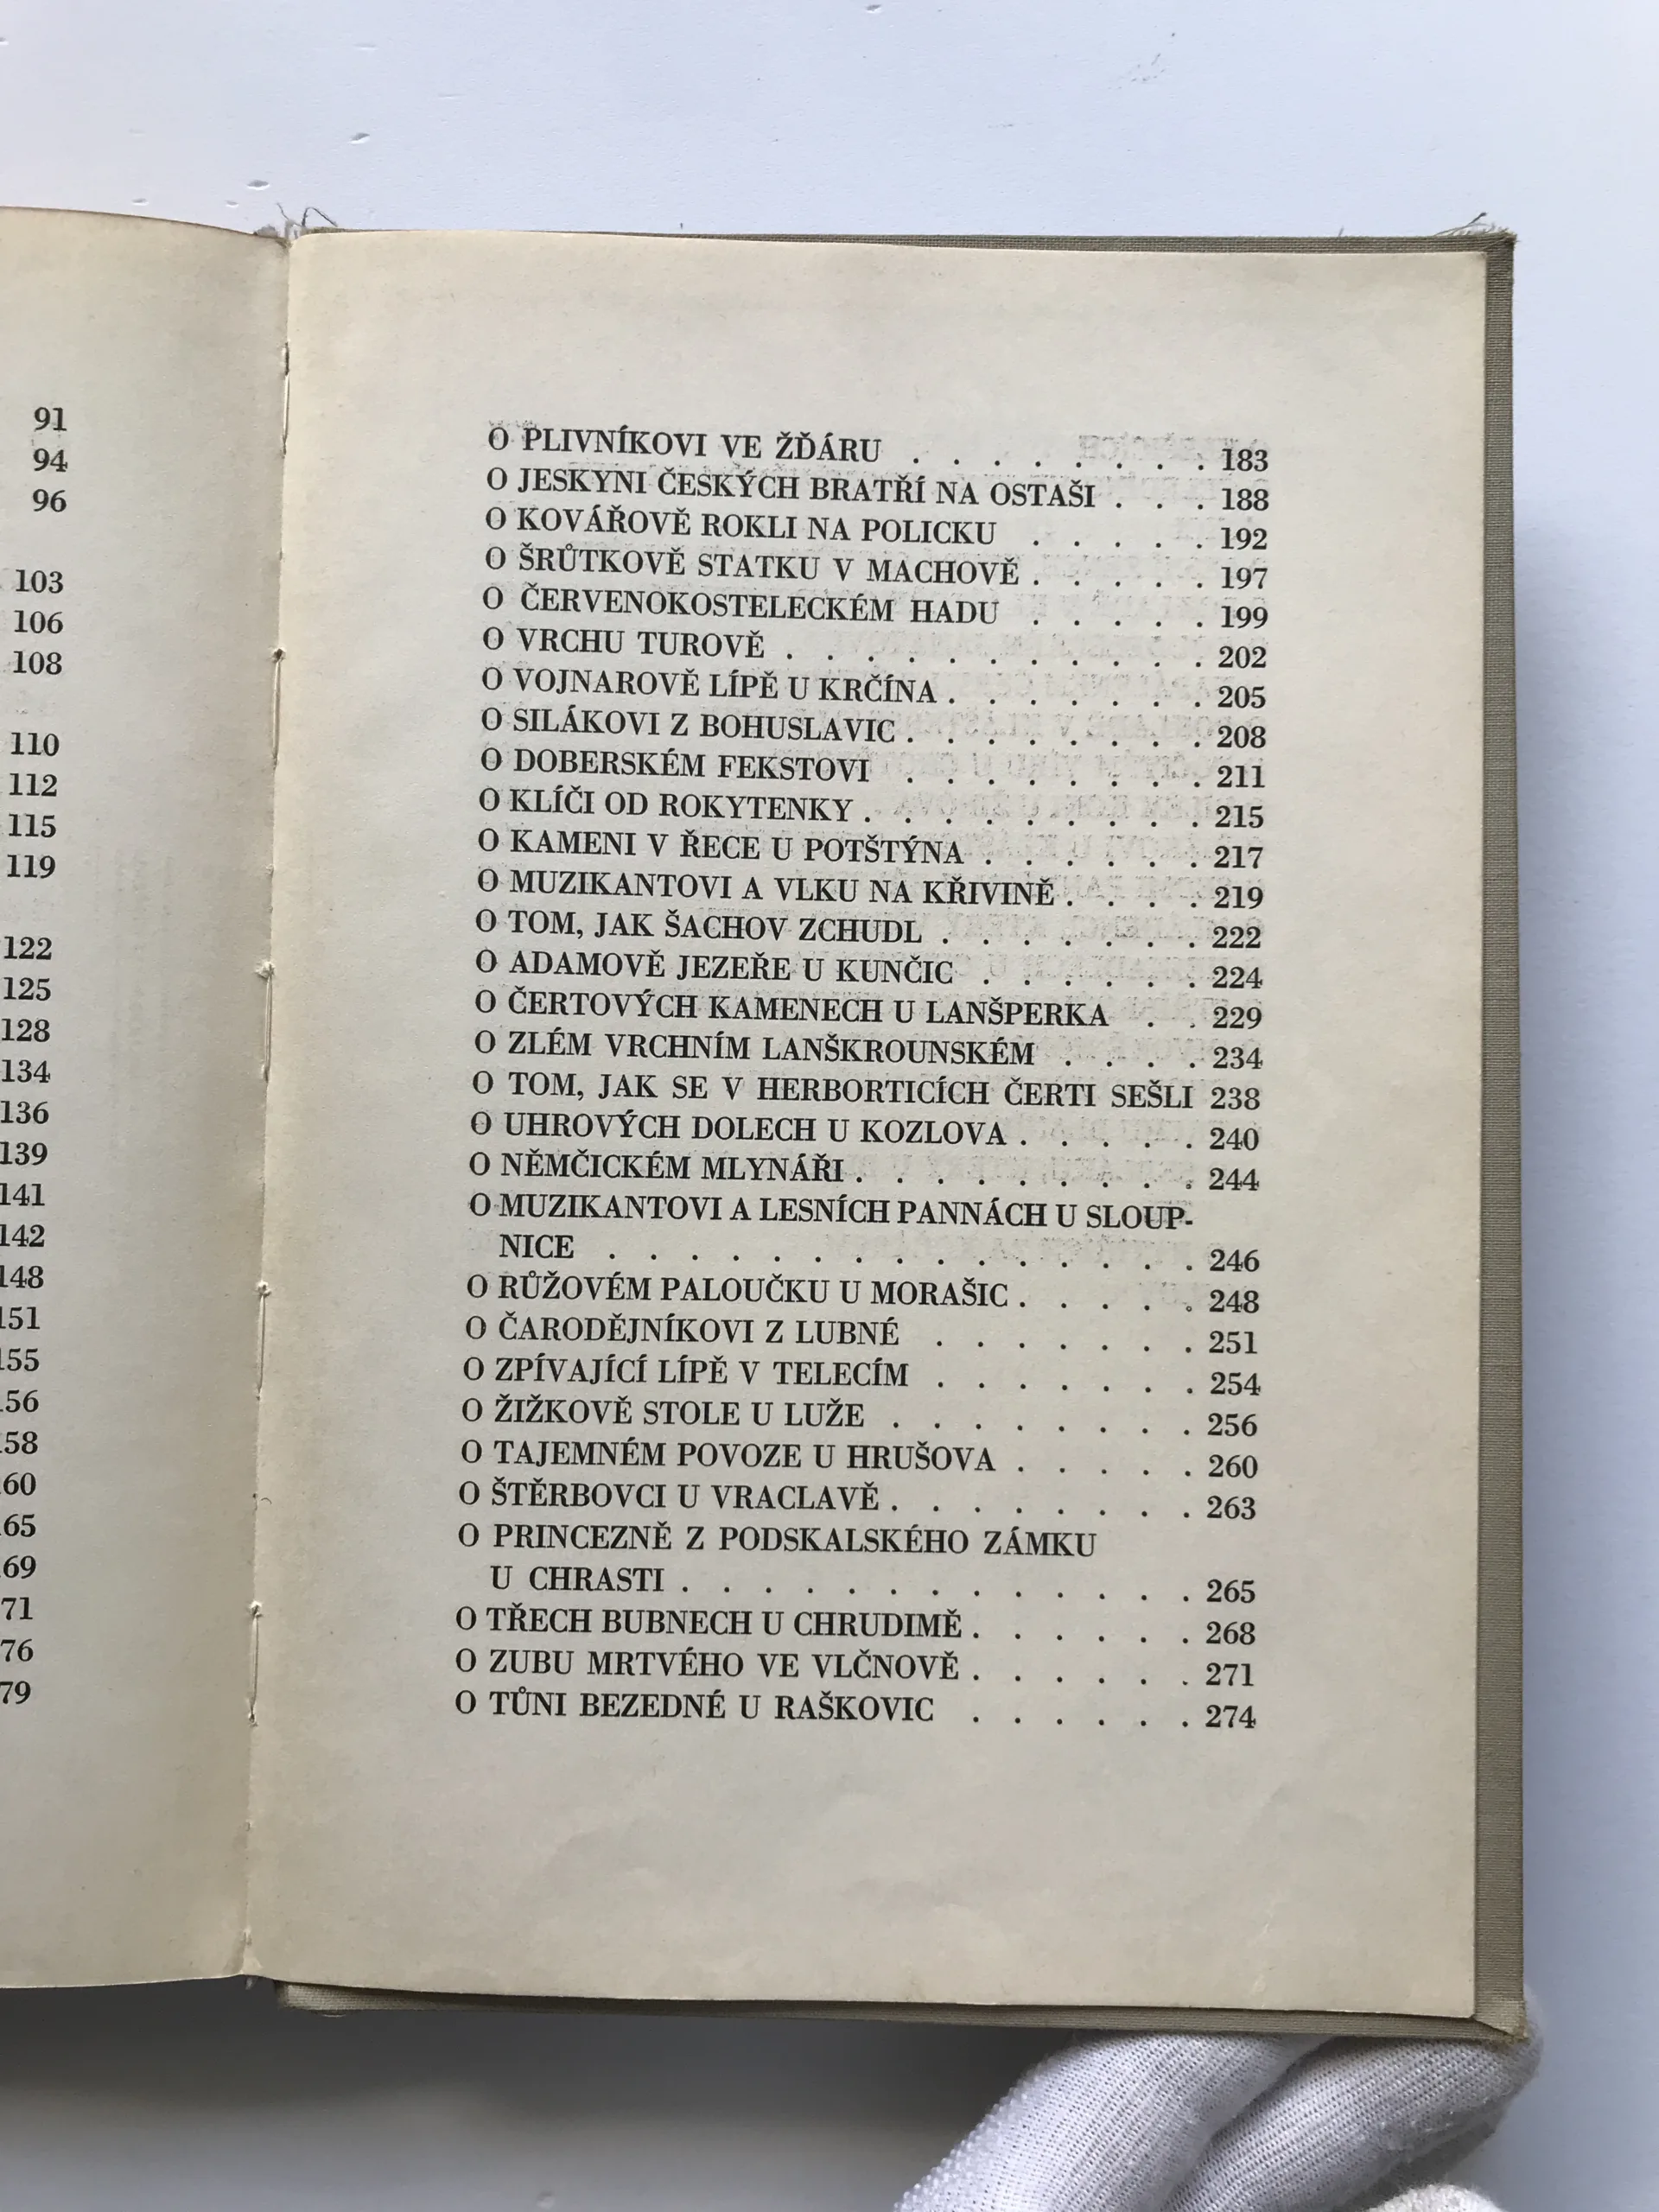 91
94
96
103
106
108
110
112
115
119
122
125
128
134
136
139
141
142
148
151
155
156
158
160
165
169
71
76
79
O PLIVNÍKOVI VE ŽĎÁRU . . . . . . . . 183
O JESKYNI ČESKÝCH BRATŘÍ NA OSTAŠI . . . 188
O KOVÁŘOVĚ ROKLI NA POLICKU . . . . . 192
O ŠRŮTKOVĚ STATKU V MACHOVĚ . . . . . 197
O ČERVENOKOSTELECKÉM HADU . . . . . 199
O VRCHU TUROVĚ . . . . . . . . . . . 202
O VOJNAROVĚ LÍPĚ U KRČÍNA . . . . . . . 205
O SILÁKOVI Z BOHUSLAVIC . . . . . . . . 208
O DOBERSKÉM FEKSTOVI . . . . . . . . 211
O KLÍČI OD ROKYTENKY . . . . . . . . . 215
O KAMENI V ŘECE U POTŠTÝNA . . . . . . 217
O MUZIKANTOVI A VLKU NA KŘIVINĚ . . . . 219
O TOM, JAK ŠACHOV ZCHUDL . . . . . . . 222
O ADAMOVĚ JEZEŘE U KUNČIC . . . . . . 224
O ČERTOVÝCH KAMENECH U LANŠPERKA . . 229
O ZLÉM VRCHNÍM LANŠKROUNSKÉM . . . . 234
O TOM, JAK SE V HERBORTICÍCH ČERTI SEŠLI 238
O UHROVÝCH DOLECH U KOZLOVA . . . . . 240
O NĚMČICKÉM MLYNÁŘI . . . . . . . . . 244
O MUZIKANTOVI A LESNÍCH PANNÁCH U SLOUP-
NICE . . . . . . . . . . . . . . . 246
O RŮŽOVÉM PALOUČKU U MORAŠIC . . . . . 248
O ČARODĚJNÍKOVI Z LUBNÉ . . . . . . . 251
O ZPÍVAJÍCÍ LÍPĚ V TELECÍM . . . . . . . 254
O ŽIŽKOVĚ STOLE U LUŽE . . . . . . . . 256
O TAJEMNÉM POVOZE U HRUŠOVA . . . . . 260
O ŠTĚRBOVCI U VRACLAVĚ . . . . . . . . 263
O PRINCEZNĚ Z PODSKALSKÉHO ZÁMKU
U CHRASTI . . . . . . . . . . . . . 265
O TŘECH BUBNECH U CHRUDIMĚ . . . . . . 268
O ZUBU MRTVÉHO VE VLČNOVĚ . . . . . . 271
O TŮNI BEZEDNÉ U RAŠKOVIC . . . . . . 274